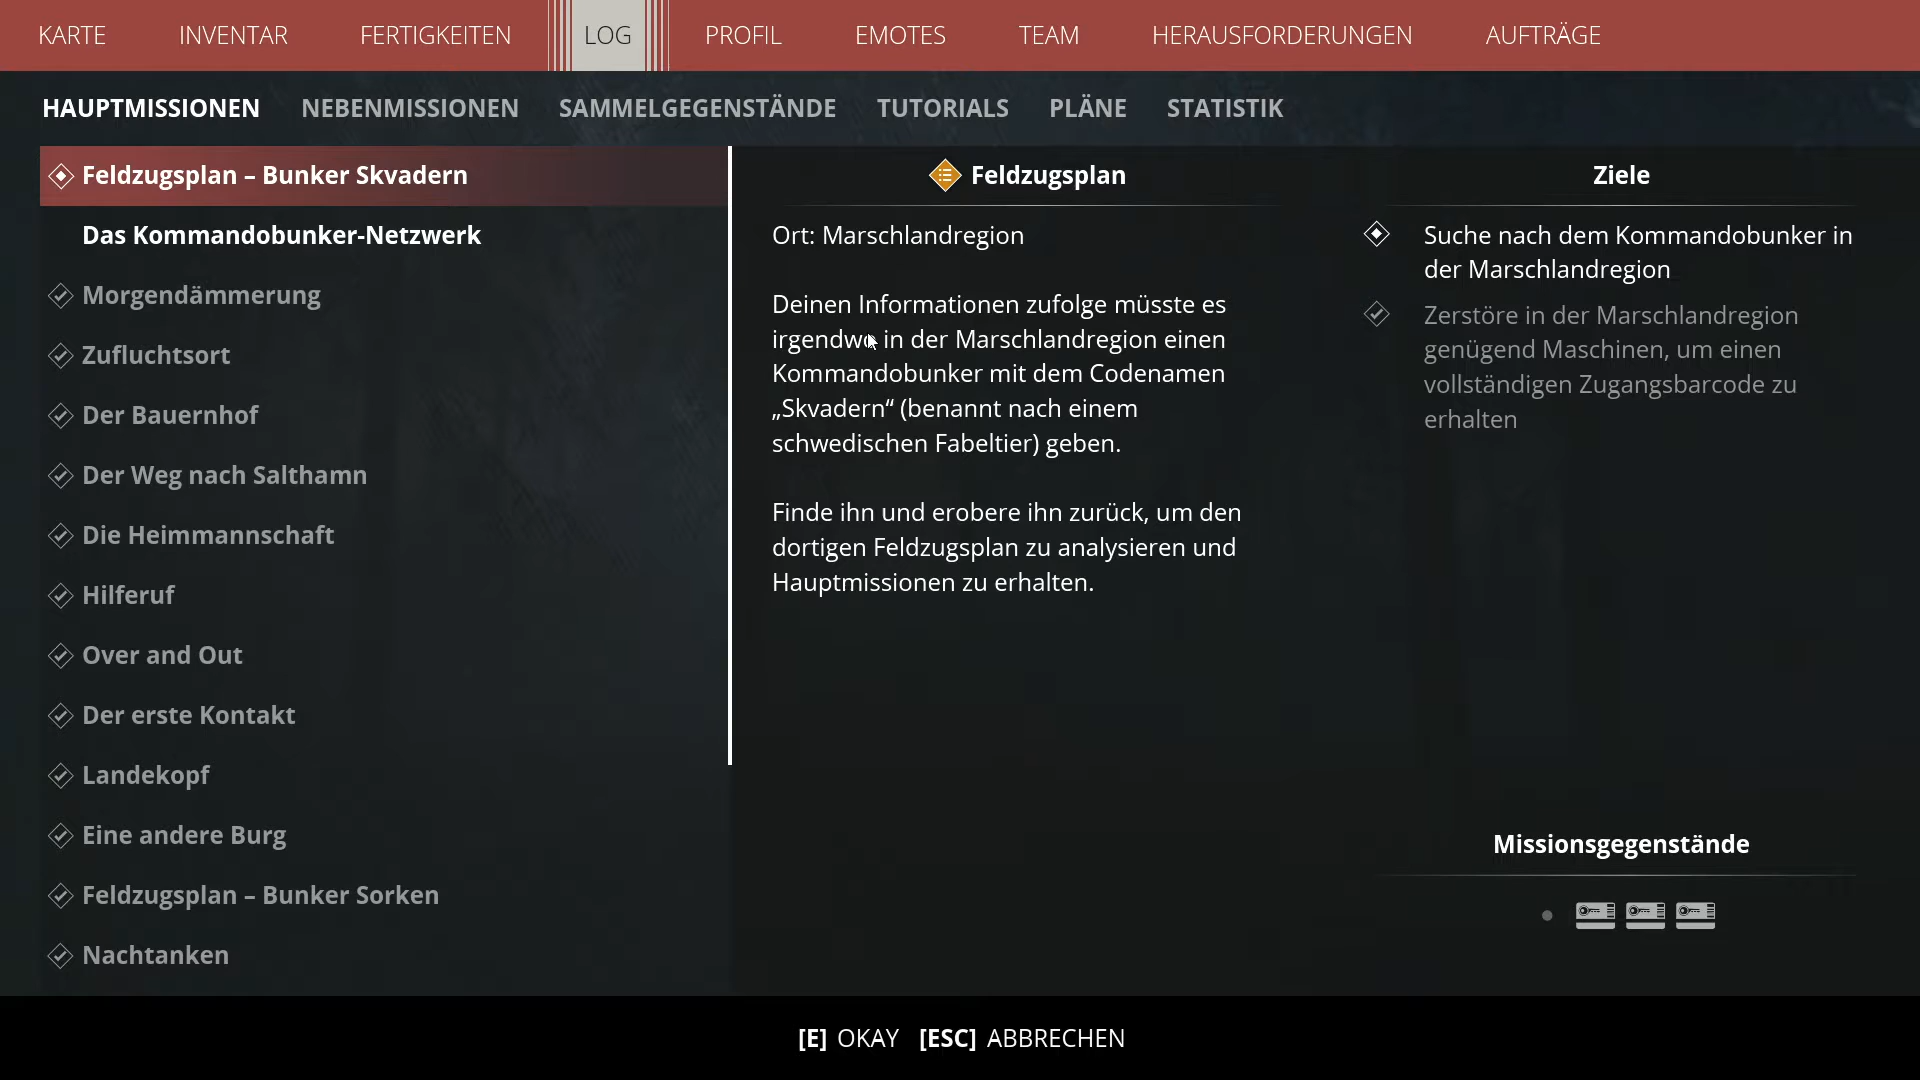 KARTE INVENTAR FERTIGKEITEN LOG PROFIL EMOTES TEAM HERAUSFORDERUNGEN AUFTRÄGE
HAUPTMISSIONEN NEBENMISSIONEN SAMMELGEGENSTÄNDE TUTORIALS PLÄNE STATISTIK
Feldzugsplan – Bunker Skvadern
Das Kommandobunker-Netzwerk
Morgendämmerung
Zufluchtsort
Der Bauernhof
Der Weg nach Salthamn
Die Heimmannschaft
Hilferuf
Over and Out
Der erste Kontakt
Landekopf
Eine andere Burg
Feldzugsplan – Bunker Sorken
Nachtanken
Feldzugsplan
Ort: Marschlandregion
Deinen Informationen zufolge müsste es
irgendwo in der Marschlandregion einen
Kommandobunker mit dem Codenamen
„Skvadern“ (benannt nach einem
schwedischen Fabeltier) geben.
Finde ihn und erobere ihn zurück, um den
dortigen Feldzugsplan zu analysieren und
Hauptmissionen zu erhalten.
Ziele
Suche nach dem Kommandobunker in
der Marschlandregion
Zerstöre in der Marschlandregion
genügend Maschinen, um einen
vollständigen Zugangsbarcode zu
erhalten
Missionsgegenstände
[E] OKAY [ESC] ABBRECHEN